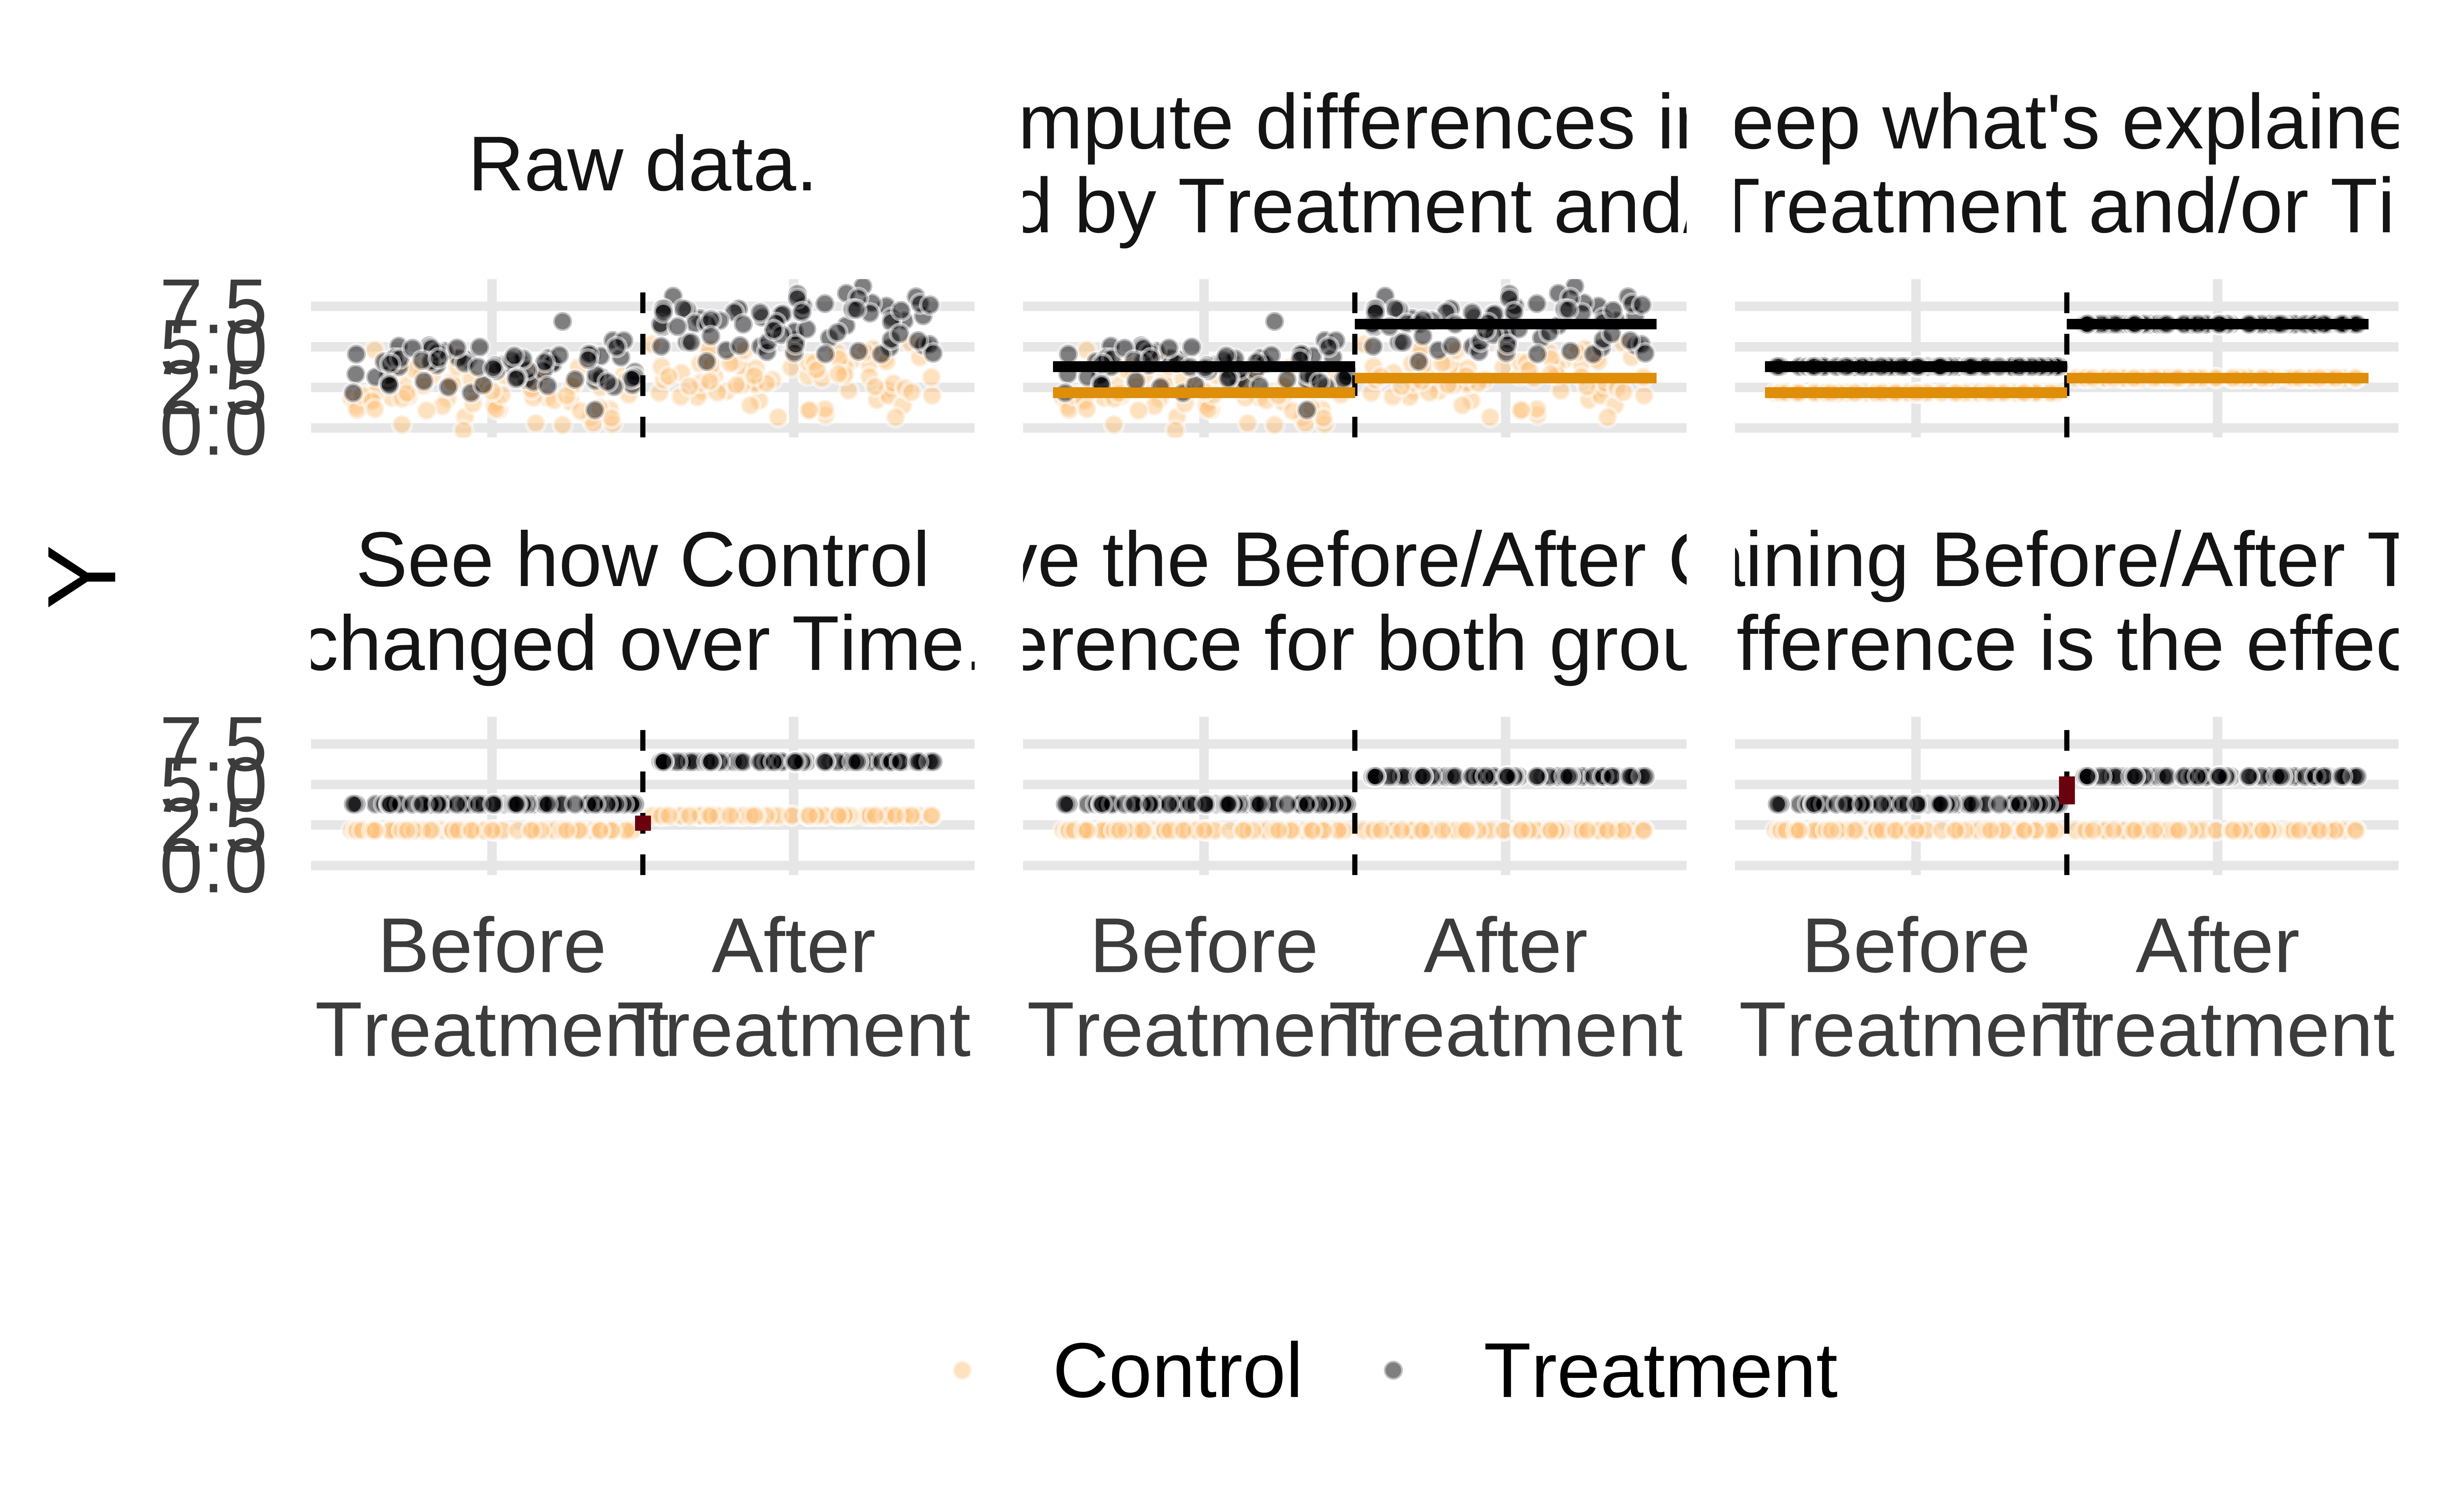 Raw data.
mpute differences in
d by Treatment and/
eep what's explaine
Treatment and/or Ti
7.5
5.0
2.5
0.0
Y
See how Control
changed over Time.
ve the Before/After C
erence for both grou
aining Before/After T
fference is the effec
7.5
5.0
2.5
0.0
Before
Treatment
After
Treatment
Before
Treatment
After
Treatment
Before
Treatment
After
Treatment
Control
Treatment